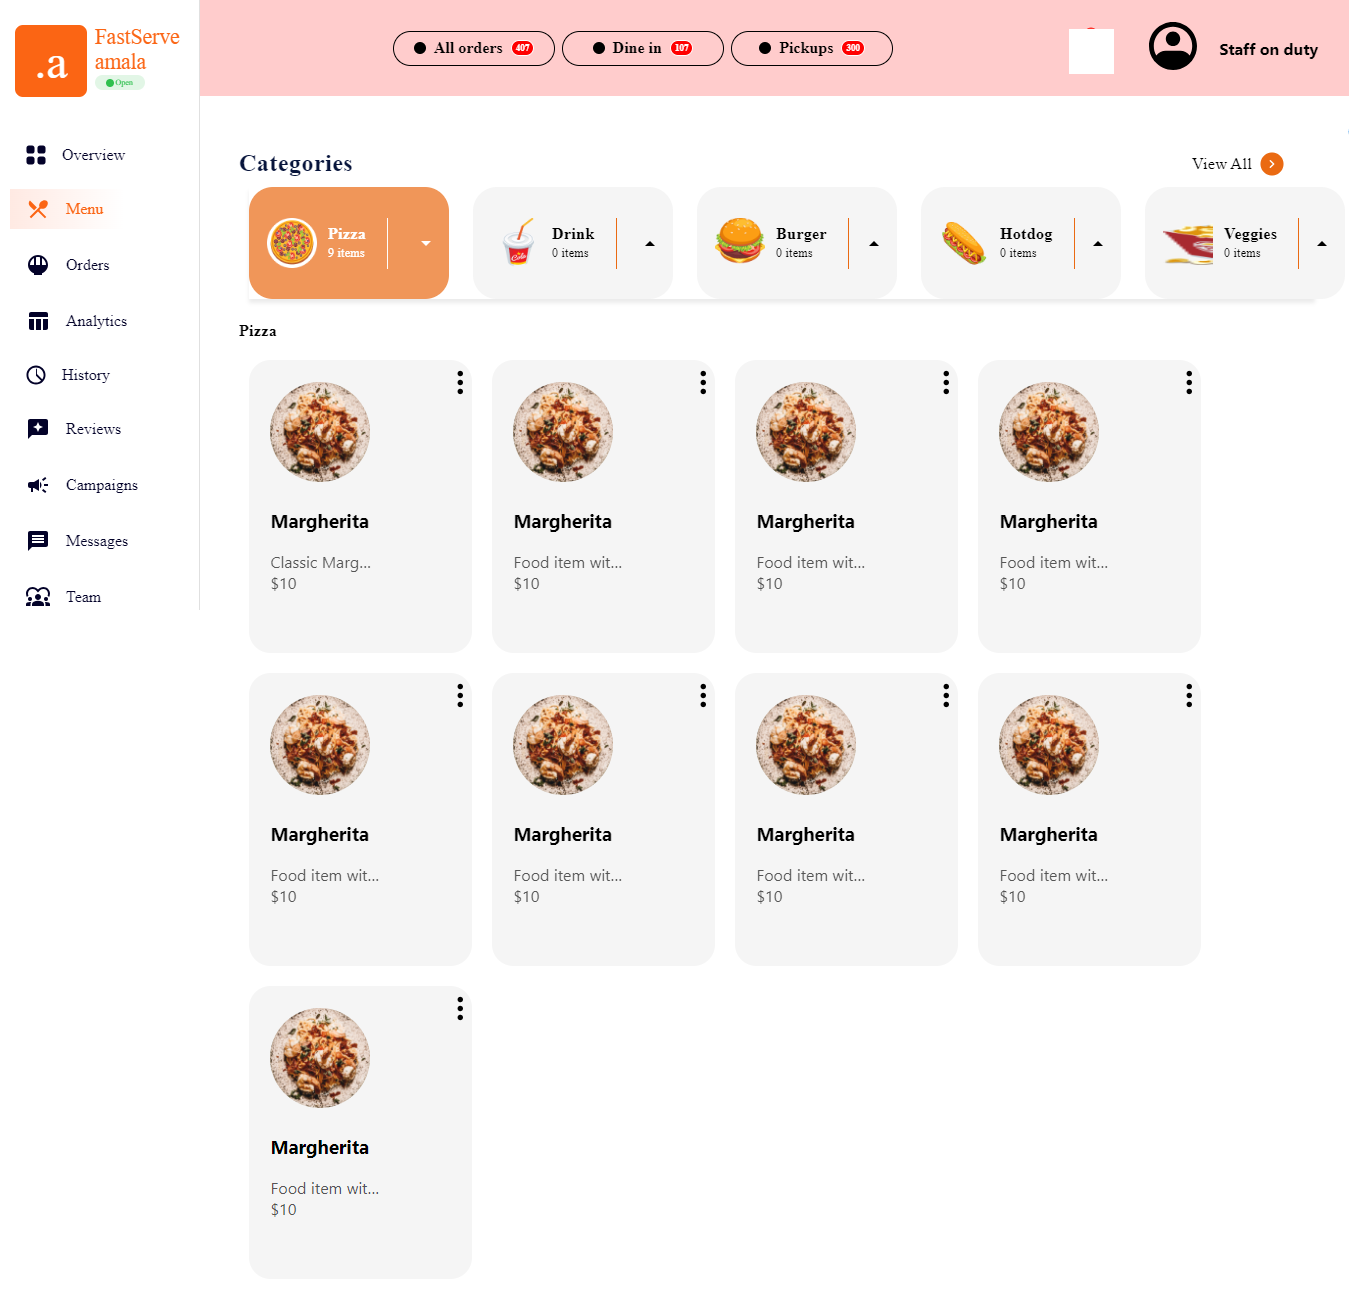 .a
FastServe
amala
Open
All orders 407
Dine in 107
Pickups 300
Staff on duty
Overview
Menu
Orders
Analytics
History
Reviews
Campaigns
Messages
Team
Categories
View All
Pizza
9 items
Drink
0 items
Burger
0 items
Hotdog
0 items
Veggies
0 items
Pizza
Margherita
Classic Marg...
$10
Margherita
Food item wit...
$10
Margherita
Food item wit...
$10
Margherita
Food item wit...
$10
Margherita
Food item wit...
$10
Margherita
Food item wit...
$10
Margherita
Food item wit...
$10
Margherita
Food item wit...
$10
Margherita
Food item wit...
$10